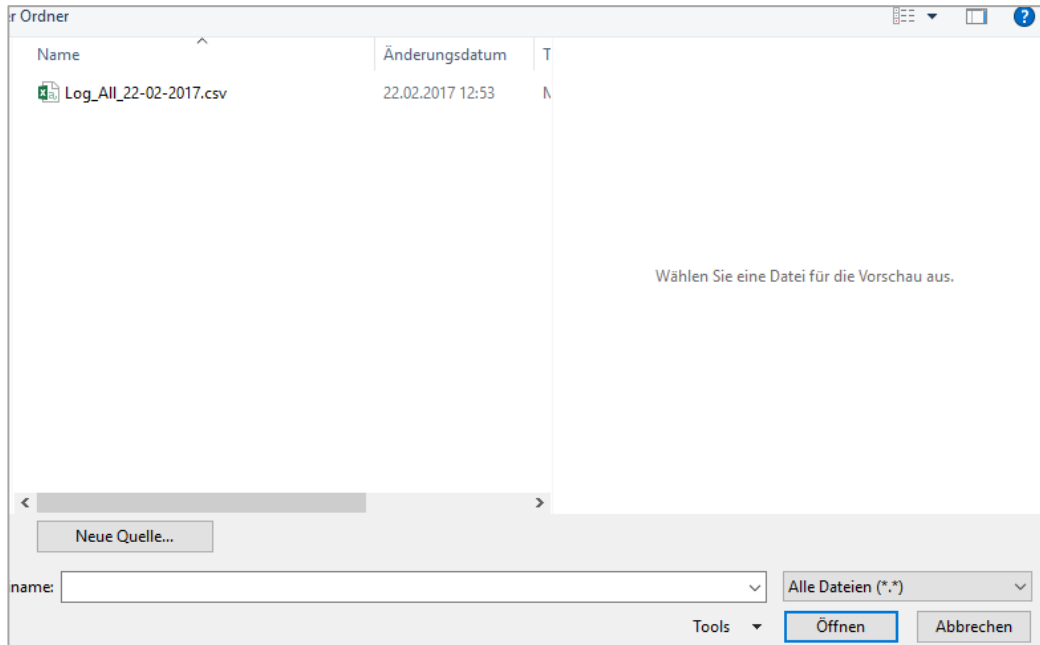 r Ordner
Name Änderungsdatum T
Log_All_22-02-2017.csv 22.02.2017 12:53
Wählen Sie eine Datei für die Vorschau aus.
Neue Quelle...
name: Alle Dateien (*.*)
Tools Öffnen Abbrechen